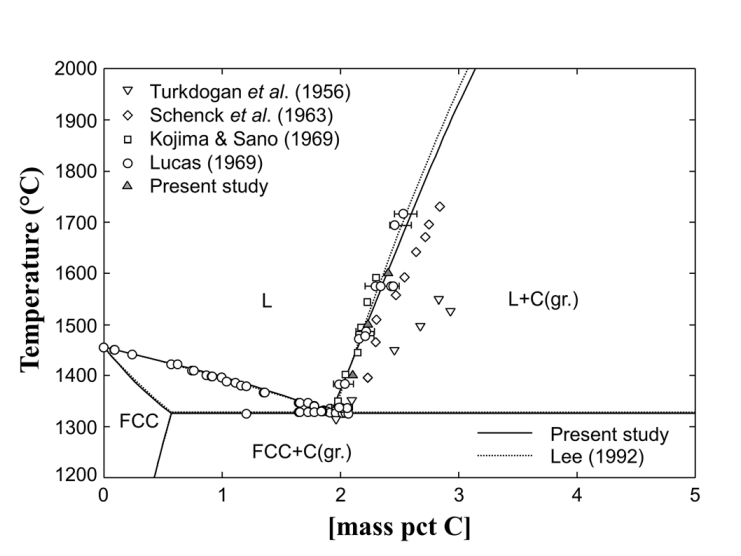 2000
Turkdogan et al. (1956)
1900
Schenck et al. (1963)
Kojima & Sano (1969)
1800
Lucas (1969)
Present study
1700
1600
L
L+C(gr.)
1500
1400
FCC
1300
Present study
FCC+C(gr.)
Lee (1992)
1200
0 1 2 3 4 5
[mass pct C]
Temperature (°C)